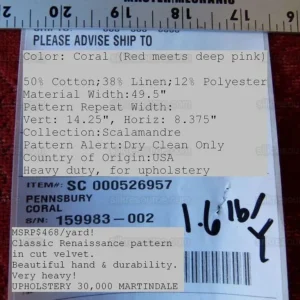 MASTER-MECHANIC
PLEASE ADVISE SHIP TO
Color: Coral (Red meets deep pink)
50% Cotton;38% Linen;12% Polyester
Material Width:49.5"
Pattern Repeat Width:
Vert: 14.25", Horiz: 8.375"
Collection:Scalamandre
Pattern Alert:Dry Clean Only
Country of Origin:USA
Heavy duty, for upholstery
ITEM#: SC 000526957
PENNSBURY
CORAL
S/N: 159983-002
1.6 lb/
Y
MSRP$468/yard!
Classic Renaissance pattern
in cut velvet.
Beautiful hand & durability.
Very heavy!
UPHOLSTERY 30,000 MARTINDALE